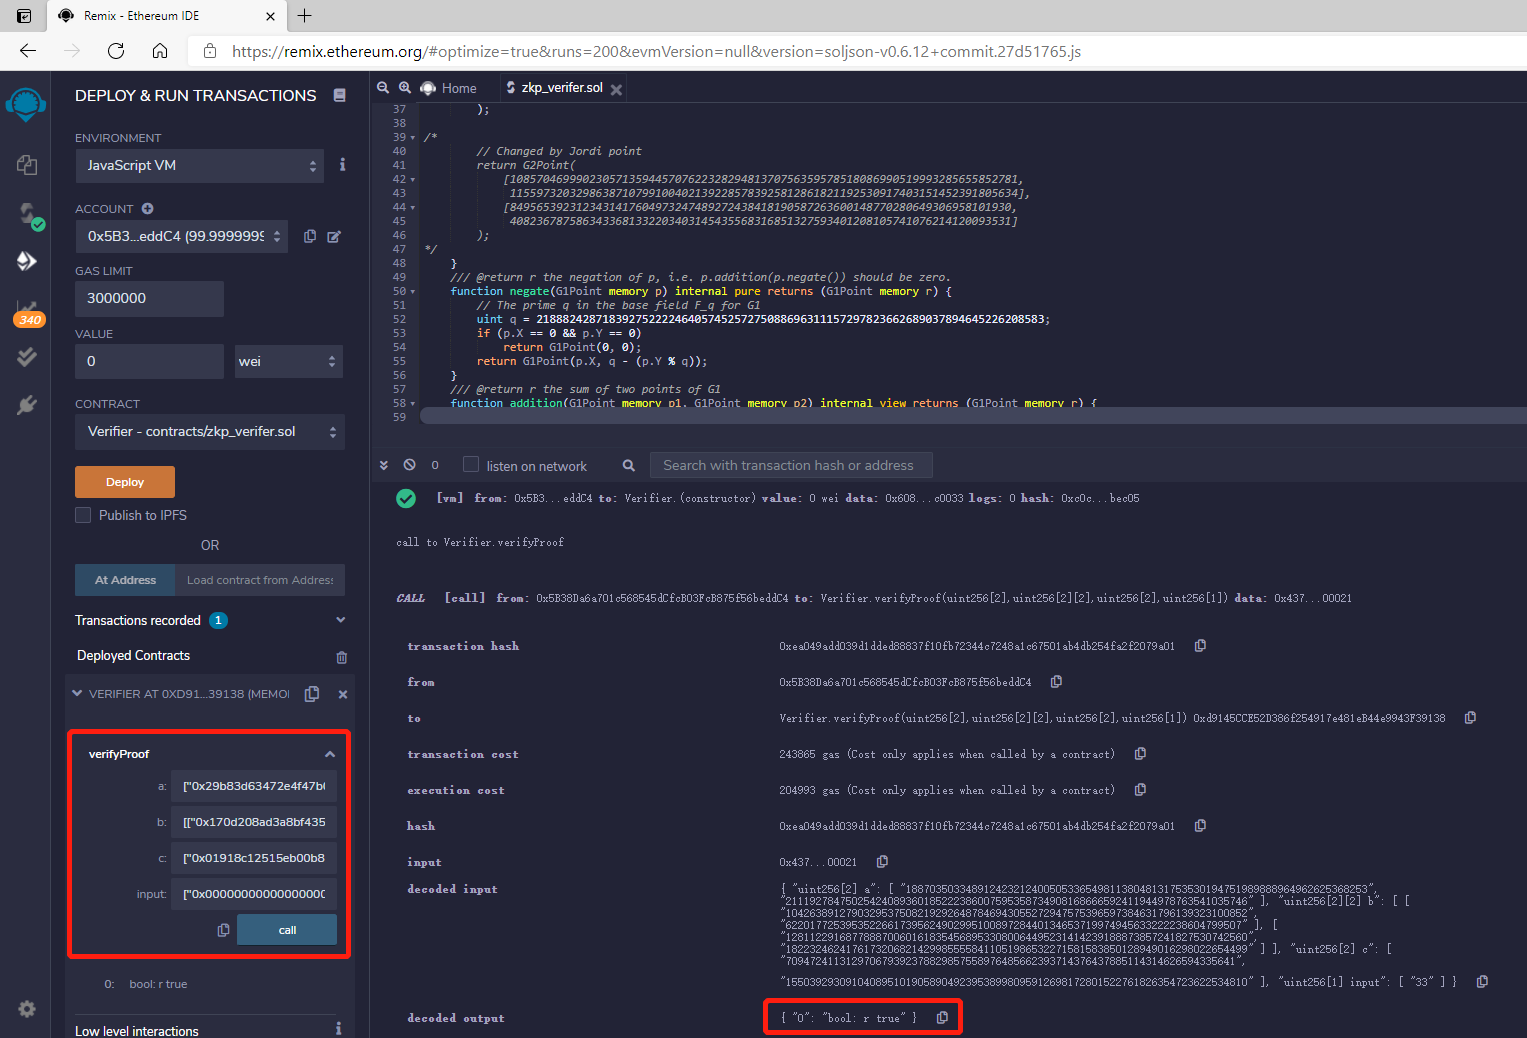 Remix - Ethereum IDE
https://remix.ethereum.org/#optimize=true&runs=200&evmVersion=null&version=soljson-v0.6.12+commit.27d51765.js
DEPLOY & RUN TRANSACTIONS
ENVIRONMENT
JavaScript VM
ACCOUNT
0x5B3...eddC4 (99.9999999
GAS LIMIT
3000000
VALUE
0
wei
CONTRACT
Verifier - contracts/zkp_verifer.sol
Deploy
Publish to IPFS
OR
At Address
Load contract from Address
Transactions recorded 1
Deployed Contracts
VERIFIER AT 0XD91...39138 (MEMOI
verifyProof
a: ["0x29b83d63472e4f47b
b: [["0x170d208ad3a8bf435
c: ["0x01918c12515eb00b8
input: ["0x00000000000000000
call
0: bool: r true
Low level interactions
340
Home
zkp_verifer.sol
37 );
38
39 /*
40 // Changed by Jordi point
41 return G2Point(
42 [10857046999023057135944570762232829481370756359578518086990519993285655852781,
43 11559732032986387107991004021392285783925812861821192530917403151452391805634],
44 [8495653923123431417604973247489272438418190587263600148770280649306958101930,
45 4082367875863433681332203403145435568316851327593401208105741076214120093531]
46 );
47 */
48 }
49 /// @return r the negation of p, i.e. p.addition(p.negate()) should be zero.
50 function negate(G1Point memory p) internal pure returns (G1Point memory r) {
51 // The prime q in the base field F_q for G1
52 uint q = 21888242871839275222246405745257275088696311157297823662689037894645226208583;
53 if (p.X == 0 && p.Y == 0)
54 return G1Point(0, 0);
55 return G1Point(p.X, q - (p.Y % q));
56 }
57 /// @return r the sum of two points of G1
58 function addition(G1Point memory p1, G1Point memory p2) internal view returns (G1Point memory r) {
59
0
listen on network
Search with transaction hash or address
[vm] from: 0x5B3...eddC4 to: Verifier.(constructor) value: 0 wei data: 0x608...c0033 logs: 0 hash: 0xc0c...bec05
call to Verifier.verifyProof
CALL [call] from: 0x5B38Da6a701c568545dCfcB03FcB875f56beddC4 to: Verifier.verifyProof(uint256[2],uint256[2][2],uint256[2],uint256[1]) data: 0x437...00021
transaction hash 0xea049add039d1dded88837f10fb72344c7248a1c67501ab4db254fa2f2079a01
from 0x5B38Da6a701c568545dCfcB03FcB875f56beddC4
to Verifier.verifyProof(uint256[2],uint256[2][2],uint256[2],uint256[1]) 0xd9145CCE52D386f254917e481eB44e9943F39138
transaction cost 243865 gas (Cost only applies when called by a contract)
execution cost 204993 gas (Cost only applies when called by a contract)
hash 0xea049add039d1dded88837f10fb72344c7248a1c67501ab4db254fa2f2079a01
input 0x437...00021
decoded input { "uint256[2] a": [ "18870350334891242321240050533654981138048131753530194751989888964962625368253",
"21119278475025424089360185222386007595358734908168666592411944978763541035746" ], "uint256[2][2] b": [ [
"10426389127903295375082192926487846943055272947575396597384631796139323100852",
"6220177253953522661739562490299510089728440134653719974945633222238604799507" ], [
"12811229168778887006016183545689533080064495231414239188873857241827530742560",
"18223246241761732068214299855555841105198653227158158385012894901629802265 4499" ] ], "uint256[2] c": [
"7094724113129706793923788298575589764856623937143764378851143146265943 35641",
"15503929309104089510190589049239538998095912698172801522761826354723622534810" ], "uint256[1] input": [ "33" ] }
decoded output { "0": "bool: r true" }